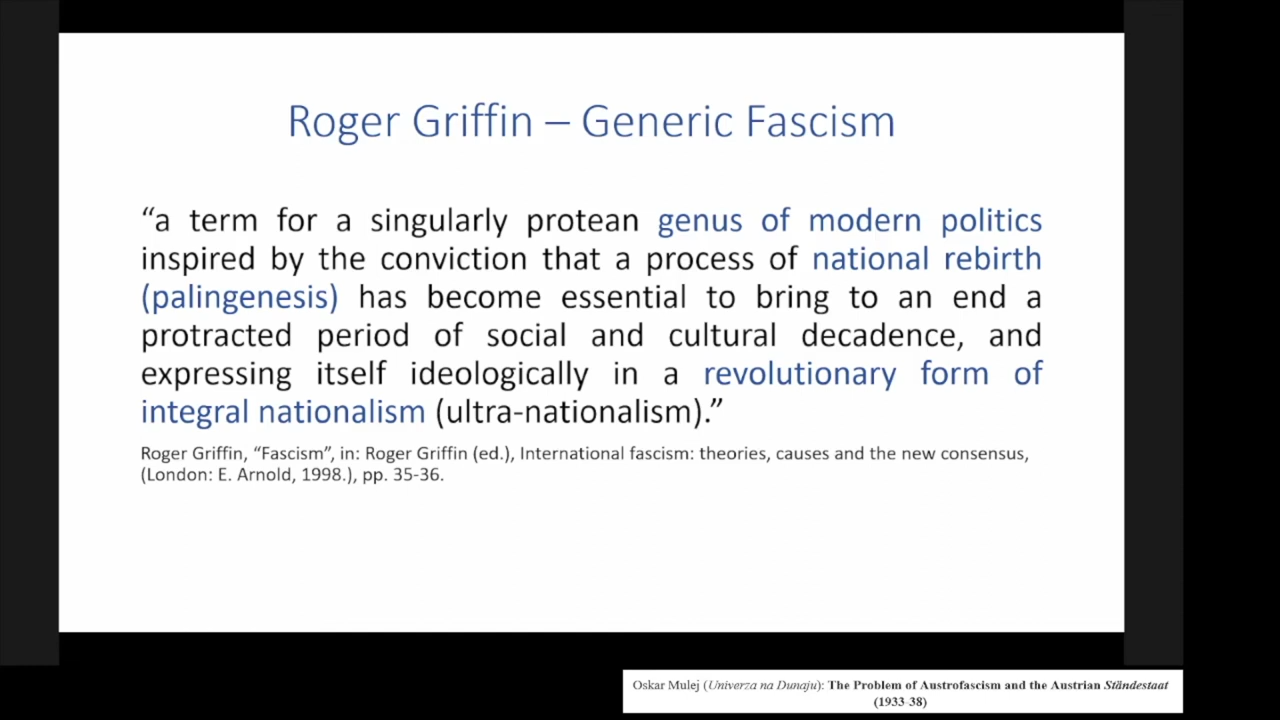 Roger Griffin – Generic Fascism
“a term for a singularly protean genus of modern politics
inspired by the conviction that a process of national rebirth
(palingenesis) has become essential to bring to an end a
protracted period of social and cultural decadence, and
expressing itself ideologically in a revolutionary form of
integral nationalism (ultra-nationalism).”
Roger Griffin, “Fascism”, in: Roger Griffin (ed.), International fascism: theories, causes and the new consensus,
(London: E. Arnold, 1998.), pp. 35-36.
Oskar Mulej (Univerza na Dunaju): The Problem of Austrofascism and the Austrian Ständestaat
(1933-38)